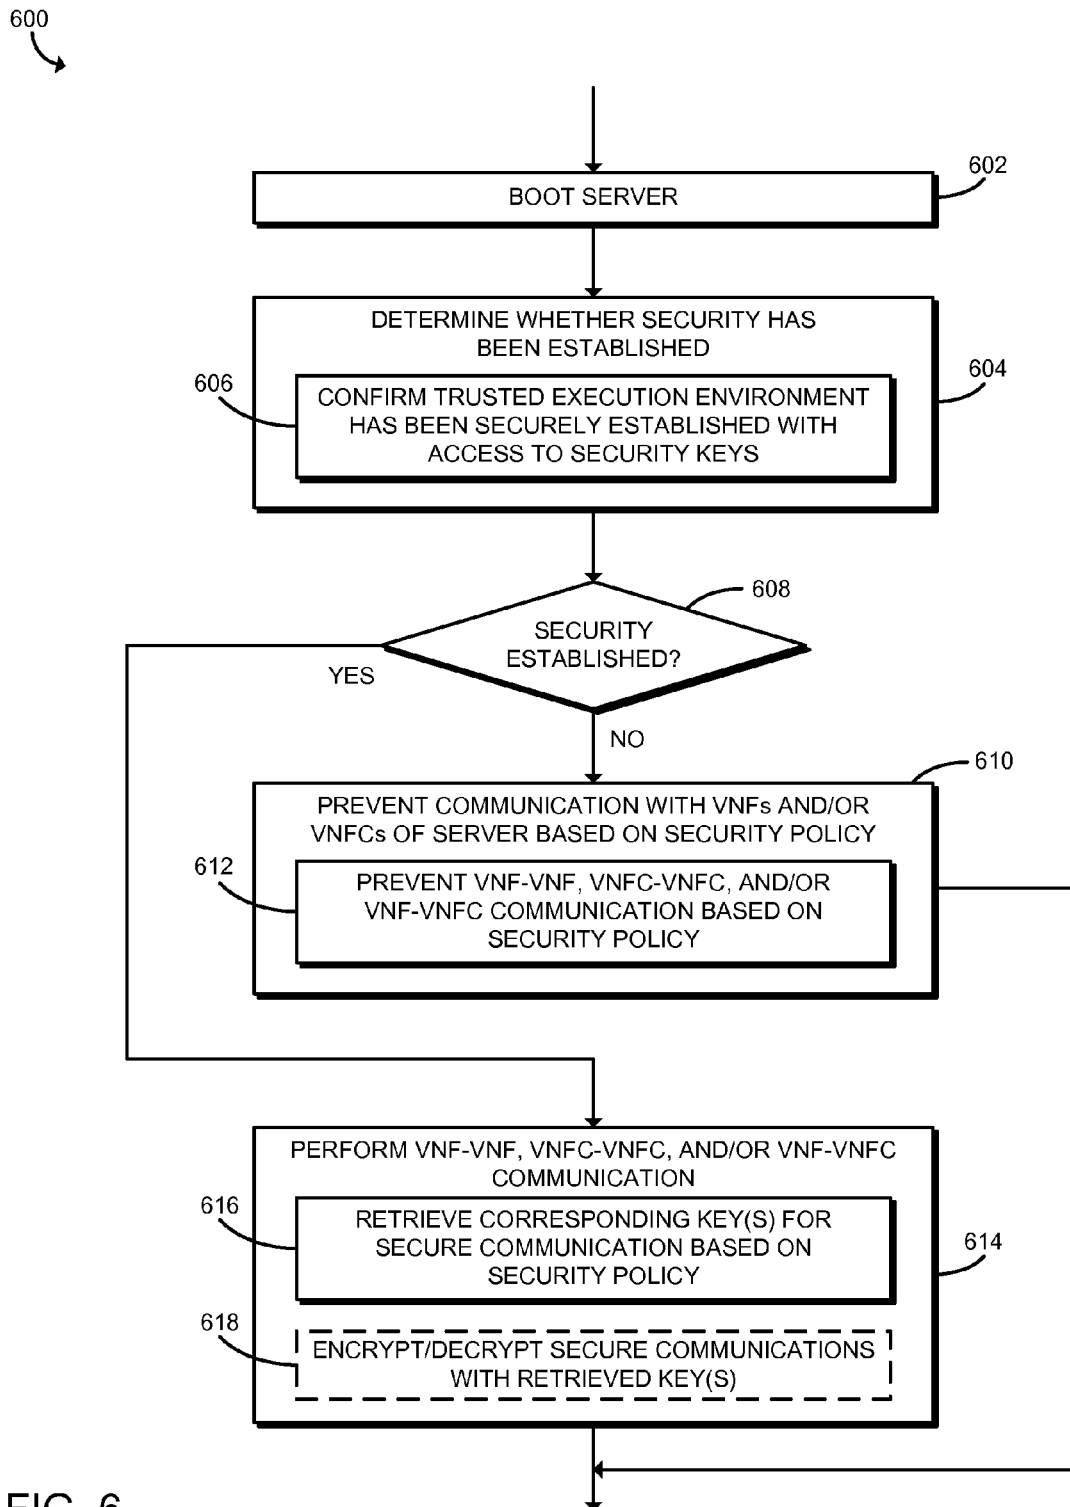 600
602
BOOT SERVER
DETERMINE WHETHER SECURITY HAS
BEEN ESTABLISHED
604
606
CONFIRM TRUSTED EXECUTION ENVIRONMENT
HAS BEEN SECURELY ESTABLISHED WITH
ACCESS TO SECURITY KEYS
608
SECURITY
ESTABLISHED?
YES
NO
610
PREVENT COMMUNICATION WITH VNFs AND/OR
VNFCs OF SERVER BASED ON SECURITY POLICY
612
PREVENT VNF-VNF, VNFC-VNFC, AND/OR
VNF-VNFC COMMUNICATION BASED ON
SECURITY POLICY
PERFORM VNF-VNF, VNFC-VNFC, AND/OR VNF-VNFC
COMMUNICATION
616
RETRIEVE CORRESPONDING KEY(S) FOR
SECURE COMMUNICATION BASED ON
SECURITY POLICY
614
618
ENCRYPT/DECRYPT SECURE COMMUNICATIONS
WITH RETRIEVED KEY(S)
FIG. 6